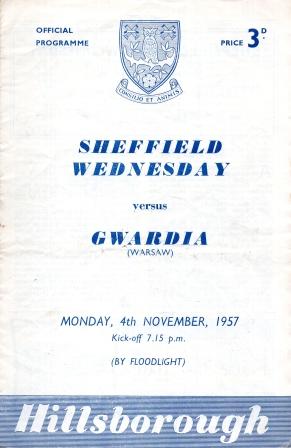 OFFICIAL
PROGRAMME
PRICE 3D.
CONSILIO ET ANIMIS
SHEFFIELD
WEDNESDAY
versus
GWARDIA
(WARSAW)
MONDAY, 4th NOVEMBER, 1957
Kick-off 7.15 p.m.
(BY FLOODLIGHT)
Hillsborough